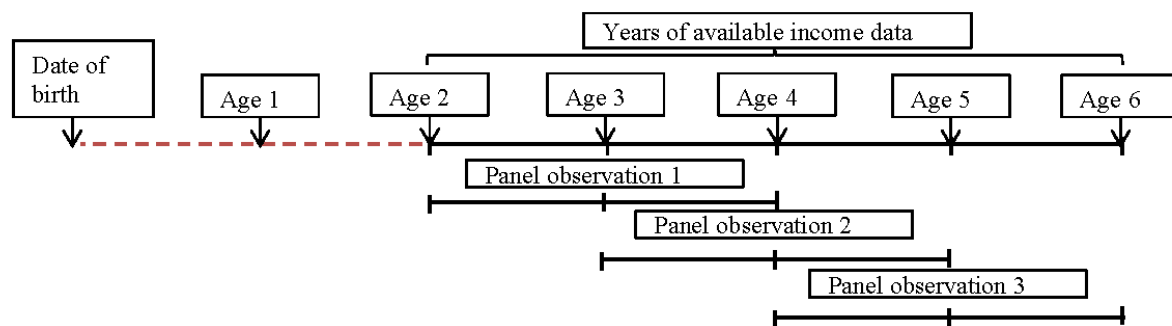 Years of available income data
Date of
birth
Age 1
Age 2
Age 3
Age 4
Age 5
Age 6
Panel observation 1
Panel observation 2
Panel observation 3